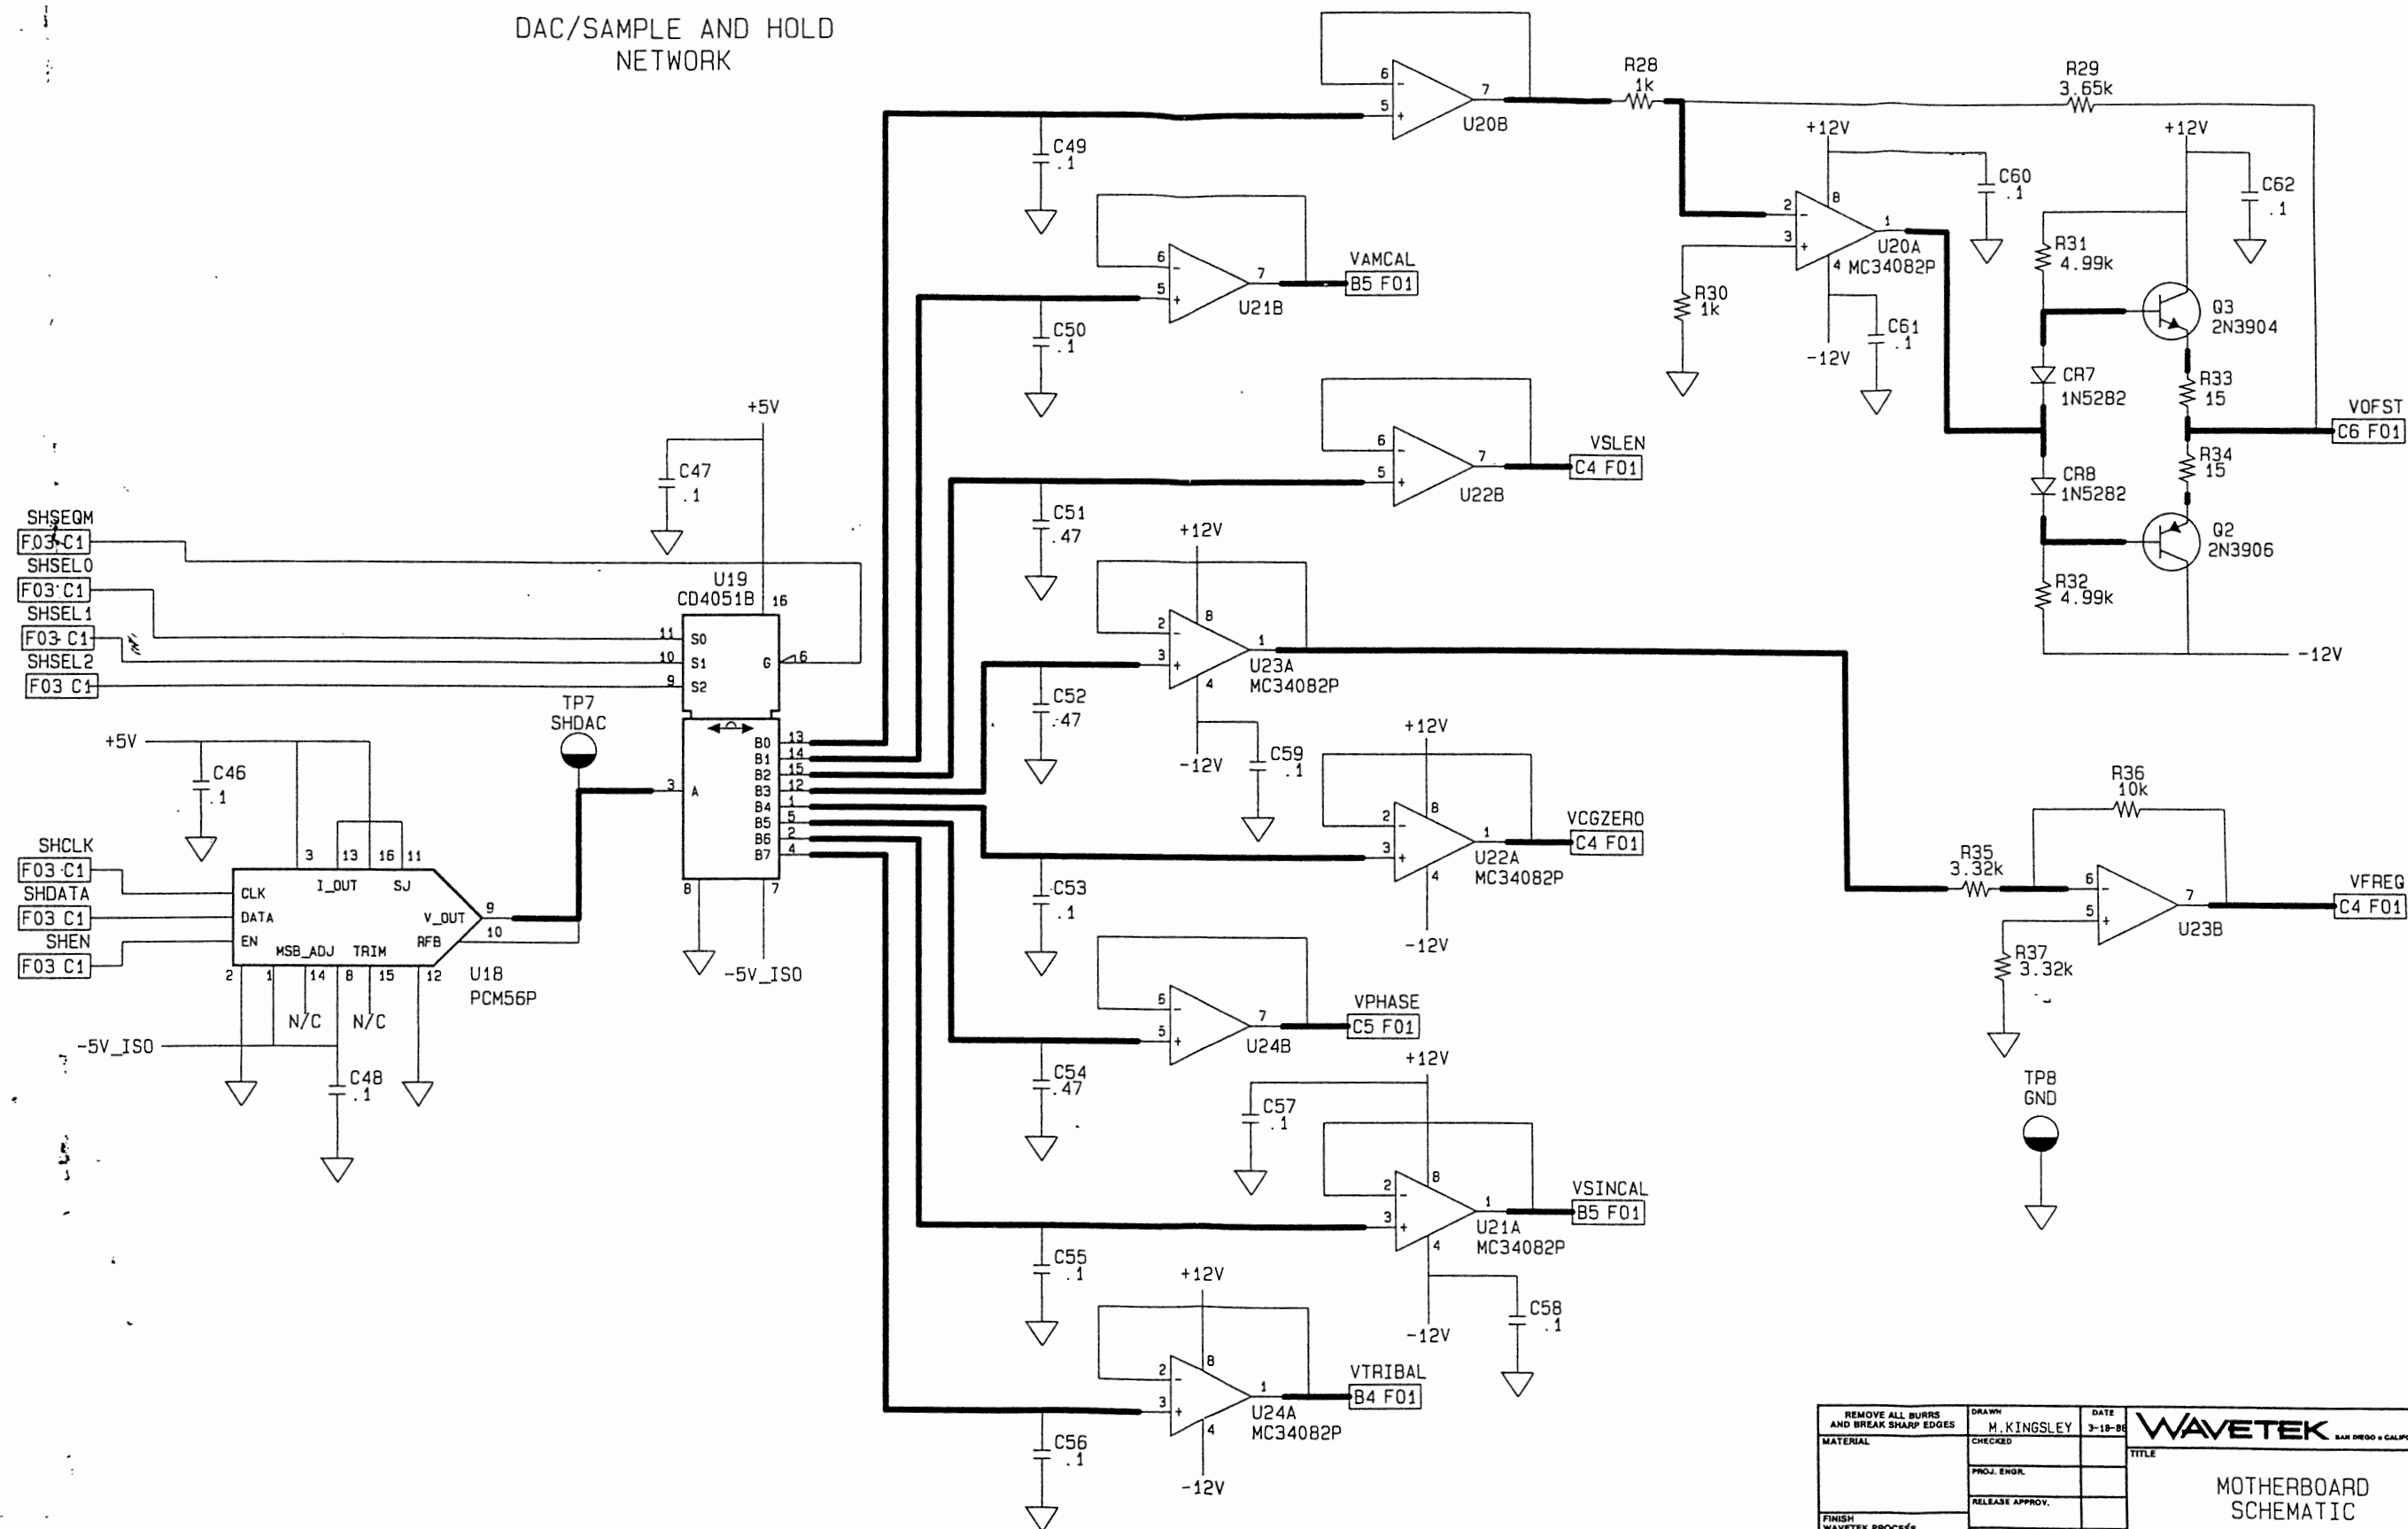 DAC/SAMPLE AND HOLD
NETWORK
6
5
7
U20B
R28
1k
R29
3.65k
C49
.1
+12V
2
3
8
1
4
U20A
MC34082P
C60
.1
C61
.1
-12V
R30
1k
+12V
C62
.1
R31
4.99k
Q3
2N3904
CR7
1N5282
R33
15
VOFST
C6 F01
R34
15
CR8
1N5282
Q2
2N3906
R32
4.99k
-12V
6
5
7
U21B
VAMCAL
B5 F01
C50
.1
6
5
7
U22B
VSLEN
C4 F01
C51
.47
+5V
C47
.1
SHSEQM
F03 C1
SHSEL0
F03 C1
SHSEL1
F03 C1
SHSEL2
F03 C1
U19
CD4051B
16
11 S0
10 S1
9 S2
G 6
3 A
B0 13
B1 14
B2 15
B3 12
B4 1
B5 5
B6 2
B7 4
8
7
-5V_ISO
TP7
SHDAC
+5V
C46
.1
SHCLK
F03 C1
SHDATA
F03 C1
SHEN
F03 C1
3
13
16
11
I_OUT
SJ
CLK
DATA
EN
V_OUT
RFB
9
10
MSB_ADJ
TRIM
2
1
14
8
15
12
U18
PCM56P
N/C
N/C
-5V_ISO
C48
.1
+12V
2
3
8
1
4
U23A
MC34082P
C52
.47
-12V
C59
.1
+12V
2
3
8
1
4
U22A
MC34082P
VCGZERO
C4 F01
C53
.1
-12V
R35
3.32k
R36
10k
6
5
7
U23B
VFREQ
C4 F01
R37
3.32k
6
5
7
U24B
VPHASE
C5 F01
C54
.47
TP8
GND
+12V
C57
.1
2
3
8
1
4
U21A
MC34082P
VSINCAL
B5 F01
C55
.1
-12V
C58
.1
+12V
2
3
8
1
4
U24A
MC34082P
VTRIBAL
B4 F01
C56
.1
-12V
REMOVE ALL BURRS
AND BREAK SHARP EDGES
MATERIAL
FINISH
WAVETEK PROCESS
DRAWN
M.KINGSLEY
DATE
CHECKED
PROJ. ENGR.
RELEASE APPROV.
WAVETEK
SAN DIEGO
TITLE
MOTHERBOARD
SCHEMATIC